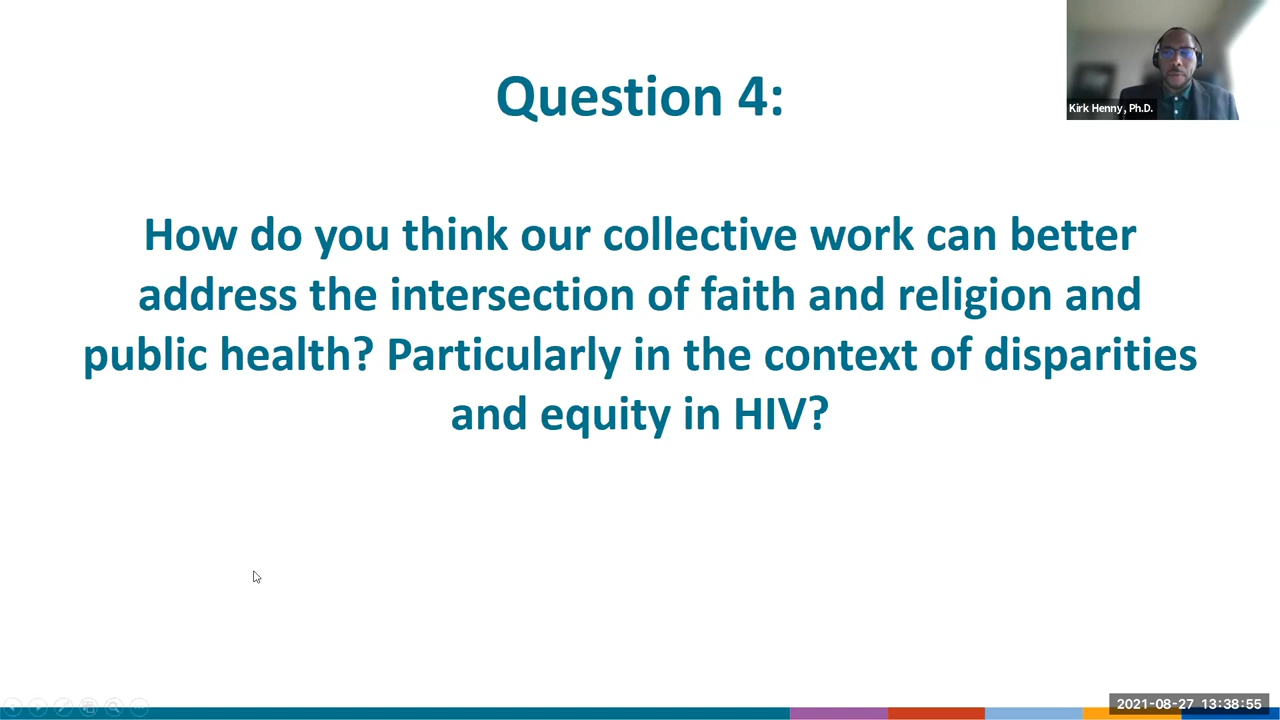 Question 4:
Kirk Henny, Ph.D.
How do you think our collective work can better
address the intersection of faith and religion and
public health? Particularly in the context of disparities
and equity in HIV?
2021-08-27 13:38:55